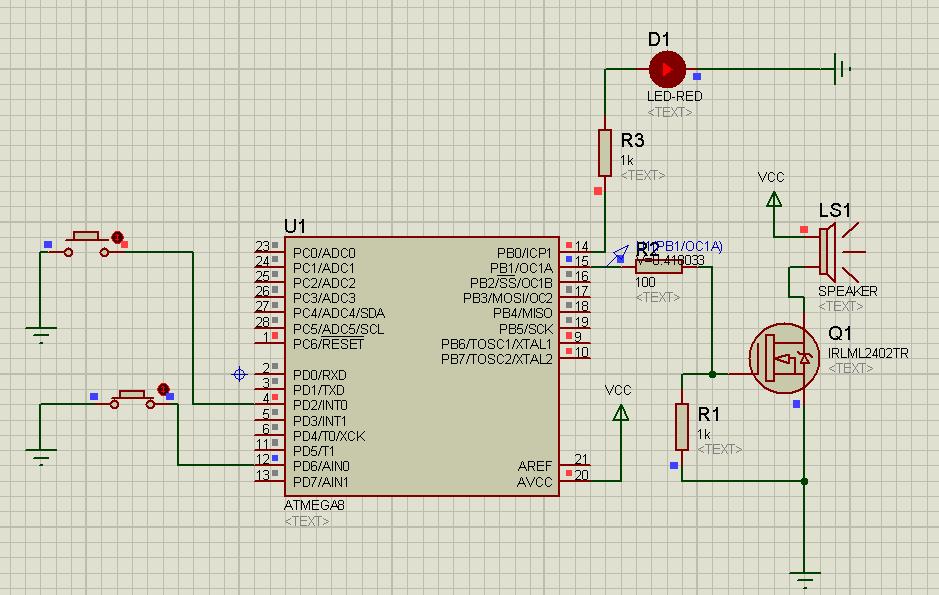 D1
LED-RED
<TEXT>
R3
1k
<TEXT>
VCC
LS1
SPEAKER
<TEXT>
U1
23 PC0/ADC0
24 PC1/ADC1
25 PC2/ADC2
26 PC3/ADC3
27 PC4/ADC4/SDA
28 PC5/ADC5/SCL
1 PC6/RESET
2 PD0/RXD
3 PD1/TXD
4 PD2/INT0
5 PD3/INT1
6 PD4/T0/XCK
11 PD5/T1
12 PD6/AIN0
13 PD7/AIN1
PB0/ICP1 14
PB1/OC1A 15
PB2/SS/OC1B 16
PB3/MOSI/OC2 17
PB4/MISO 18
PB5/SCK 19
PB6/TOSC1/XTAL1 9
PB7/TOSC2/XTAL2 10
AREF 21
AVCC 20
ATMEGA8
<TEXT>
R2
(PB1/OC1A)
V=0.418033
100
<TEXT>
Q1
IRLML2402TR
<TEXT>
VCC
R1
1k
<TEXT>